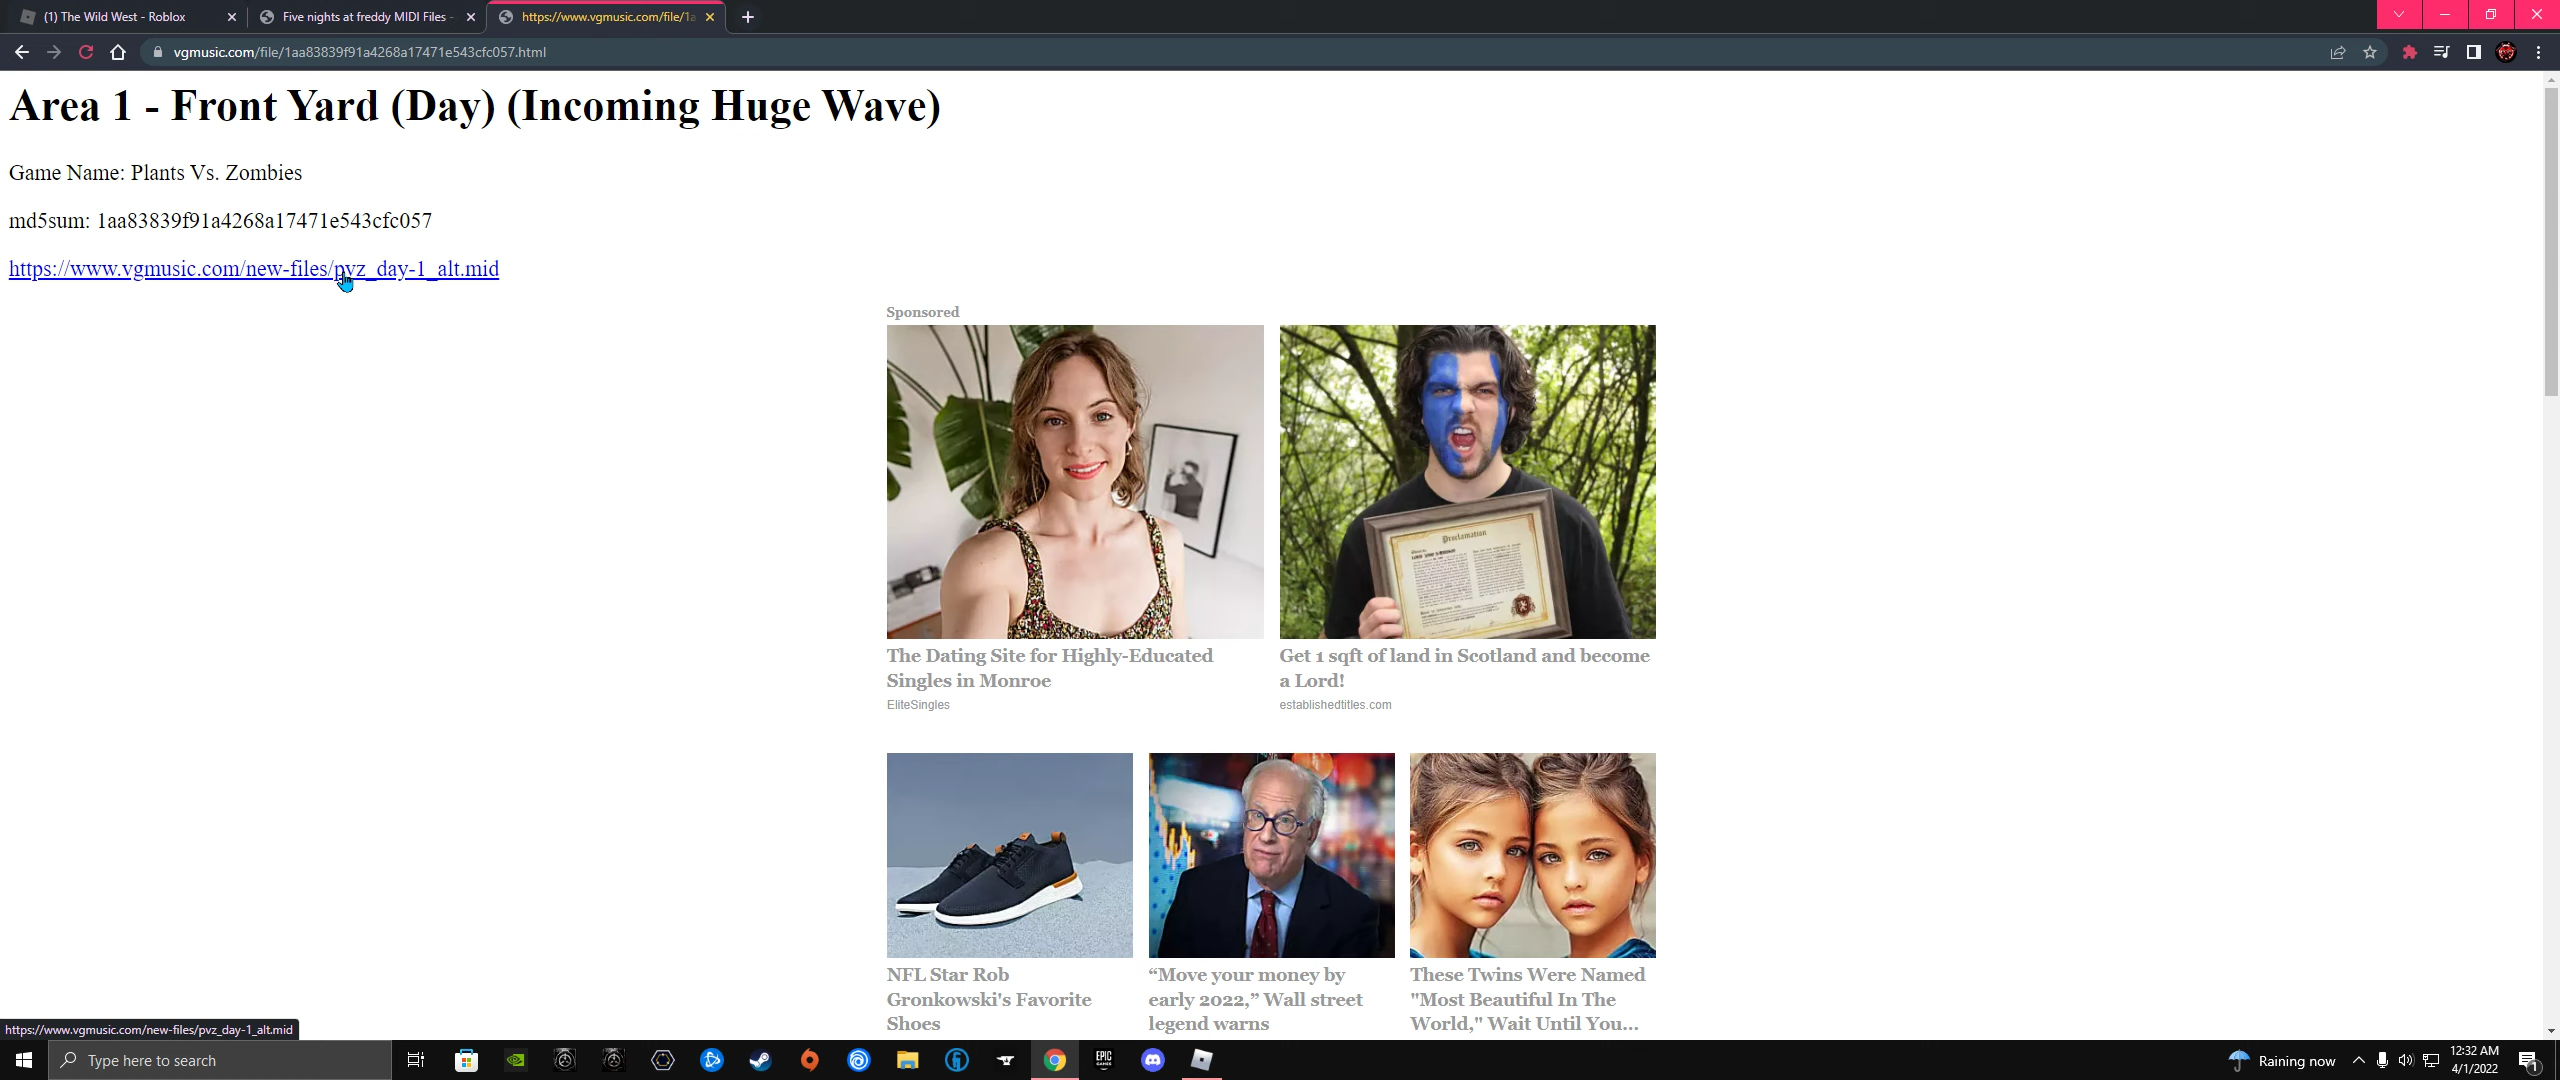 (1) The Wild West - Roblox
Five nights at freddy MIDI Files -
https://www.vgmusic.com/file/1a
vgmusic.com/file/1aa83839f91a4268a17471e543cfc057.html
Area 1 - Front Yard (Day) (Incoming Huge Wave)
Game Name: Plants Vs. Zombies
md5sum: 1aa83839f91a4268a17471e543cfc057
https://www.vgmusic.com/new-files/pvz_day-1_alt.mid
Sponsored
Proclamation
The Dating Site for Highly-Educated
Singles in Monroe
EliteSingles
Get 1 sqft of land in Scotland and become
a Lord!
establishedtitles.com
NFL Star Rob
Gronkowski's Favorite
Shoes
“Move your money by
early 2022,” Wall street
legend warns
These Twins Were Named
"Most Beautiful In The
World," Wait Until You...
https://www.vgmusic.com/new-files/pvz_day-1_alt.mid
Type here to search
EPIC
GAMES
Raining now
12:32 AM
4/1/2022
1